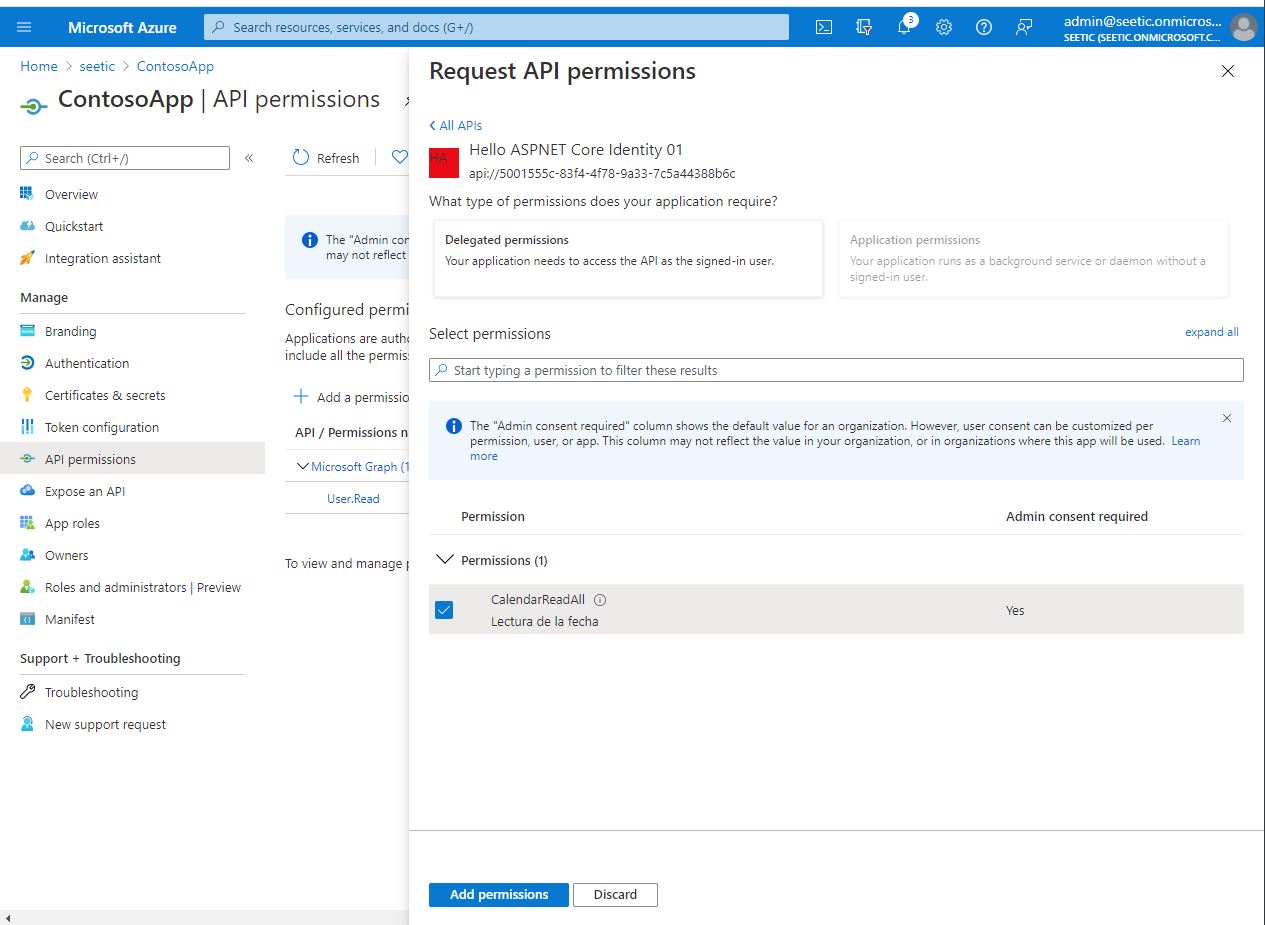 Microsoft Azure
Search resources, services, and docs (G+/)
3
admin@seetic.onmicros...
SEETIC (SEETIC.ONMICROSOFT.C...
Home > seetic > ContosoApp
ContosoApp | API permissions
Search (Ctrl+/)
«
Overview
Quickstart
Integration assistant
Manage
Branding
Authentication
Certificates & secrets
Token configuration
API permissions
Expose an API
App roles
Owners
Roles and administrators | Preview
Manifest
Support + Troubleshooting
Troubleshooting
New support request
Refresh
The "Admin con
may not reflect
Configured permi
Applications are autho
include all the permis
Add a permissio
API / Permissions n
Microsoft Graph (1
User.Read
To view and manage p
Request API permissions
All APIs
HA
Hello ASPNET Core Identity 01
api://5001555c-83f4-4f78-9a33-7c5a44388b6c
What type of permissions does your application require?
Delegated permissions
Your application needs to access the API as the signed-in user.
Application permissions
Your application runs as a background service or daemon without a
signed-in user.
Select permissions
expand all
Start typing a permission to filter these results
The "Admin consent required" column shows the default value for an organization. However, user consent can be customized per
permission, user, or app. This column may not reflect the value in your organization, or in organizations where this app will be used. Learn
more
Permission
Admin consent required
Permissions (1)
CalendarReadAll
Lectura de la fecha
Yes
Add permissions
Discard